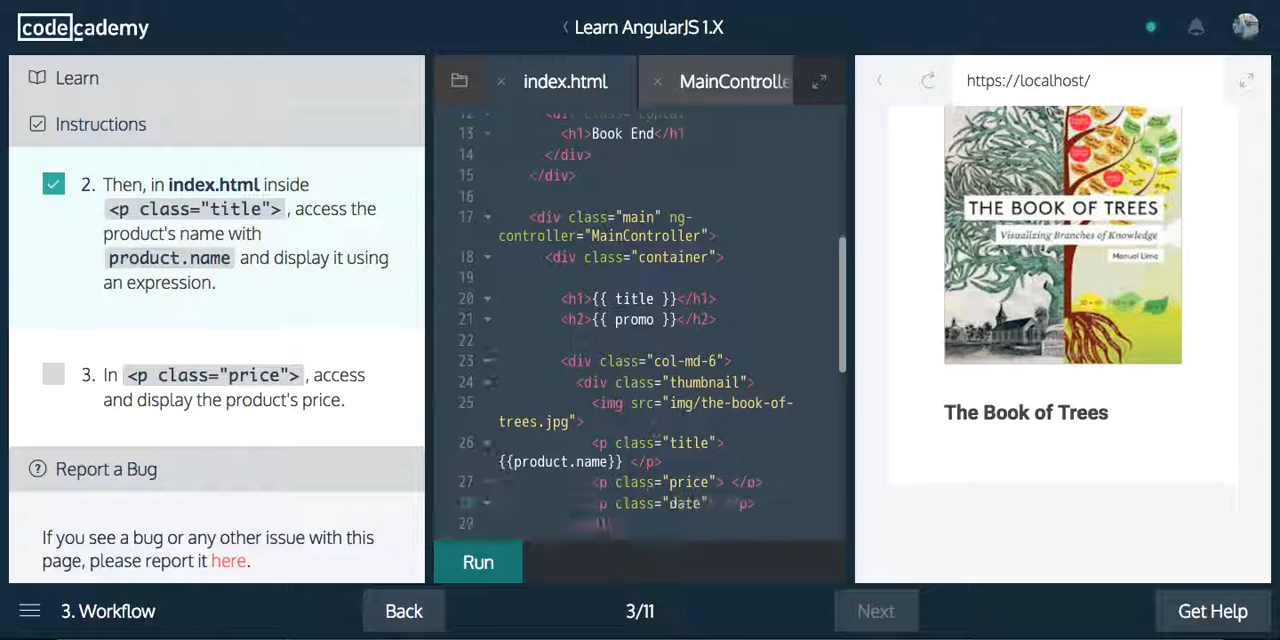 codecademy
Learn AngularJS 1.X
Learn
Instructions
2. Then, in index.html inside
<p class="title">, access the
product's name with
product.name and display it using
an expression.
3. In <p class="price">, access
and display the product's price.
Report a Bug
If you see a bug or any other issue with this
page, please report it here.
index.html
MainControlle
12 <div class=
13 <h1>Book End</h1
14 </div>
15 </div>
16
17 <div class="main" ng-
controller="MainController">
18 <div class="container">
19
20 <h1>{{ title }}</h1>
21 <h2>{{ promo }}</h2>
22
23 <div class="col-md-6">
24 <div class="thumbnail">
25 <img src="img/the-book-of-
trees.jpg">
26 <p class="title">
{{product.name}} </p>
27 <p class="price"> </p>
28 <p class="date"> </p>
29
Run
https://localhost/
THE BOOK OF TREES
Visualizing Branches of Knowledge
Manuel Lima
The Book of Trees
3. Workflow
Back
3/11
Next
Get Help